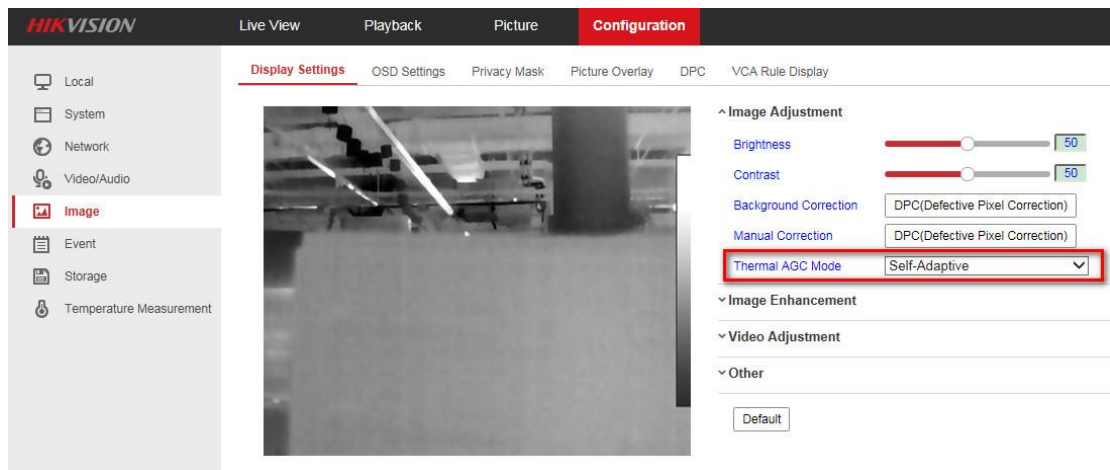 HIKVISION Live View Playback Picture Configuration
Display Settings OSD Settings Privacy Mask Picture Overlay DPC VCA Rule Display
Local
System
Network
Video/Audio
Image
Event
Storage
Temperature Measurement
Image Adjustment
Brightness 50
Contrast 50
Background Correction DPC(Defective Pixel Correction)
Manual Correction DPC(Defective Pixel Correction)
Thermal AGC Mode Self-Adaptive
Image Enhancement
Video Adjustment
Other
Default